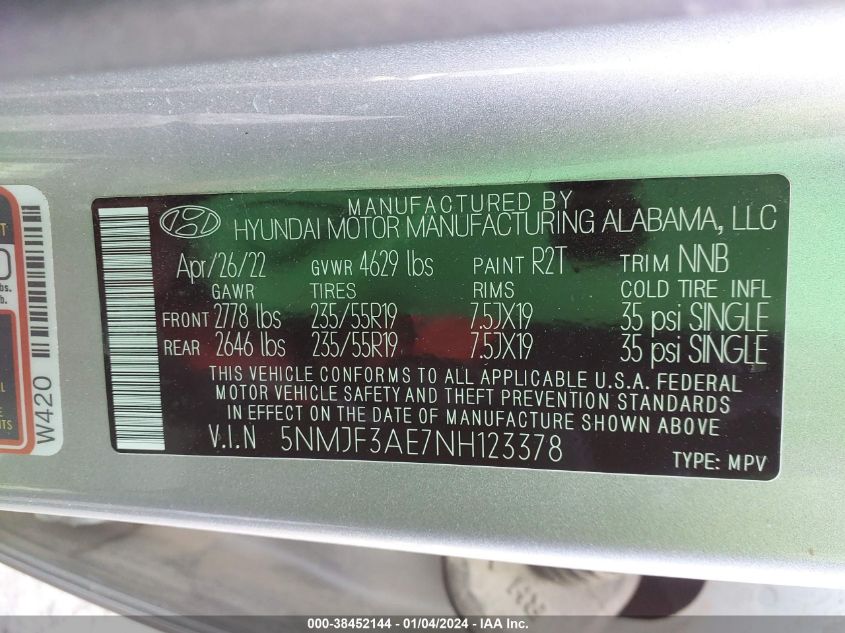 MANUFACTURED BY
HYUNDAI MOTOR MANUFACTURING ALABAMA, LLC
Apr/26/22 GVWR 4629 lbs PAINT R2T TRIM NNB
GAWR TIRES RIMS COLD TIRE INFL
FRONT 2778 lbs 235/55R19 7.5JX19 35 psi SINGLE
REAR 2646 lbs 235/55R19 7.5JX19 35 psi SINGLE
THIS VEHICLE CONFORMS TO ALL APPLICABLE U.S.A. FEDERAL
MOTOR VEHICLE SAFETY AND THEFT PREVENTION STANDARDS
IN EFFECT ON THE DATE OF MANUFACTURE SHOWN ABOVE
V.I.N 5NMJF3AE7NH123378
TYPE: MPV
W420
000-38452144 - 01/04/2024 - IAAI Inc.